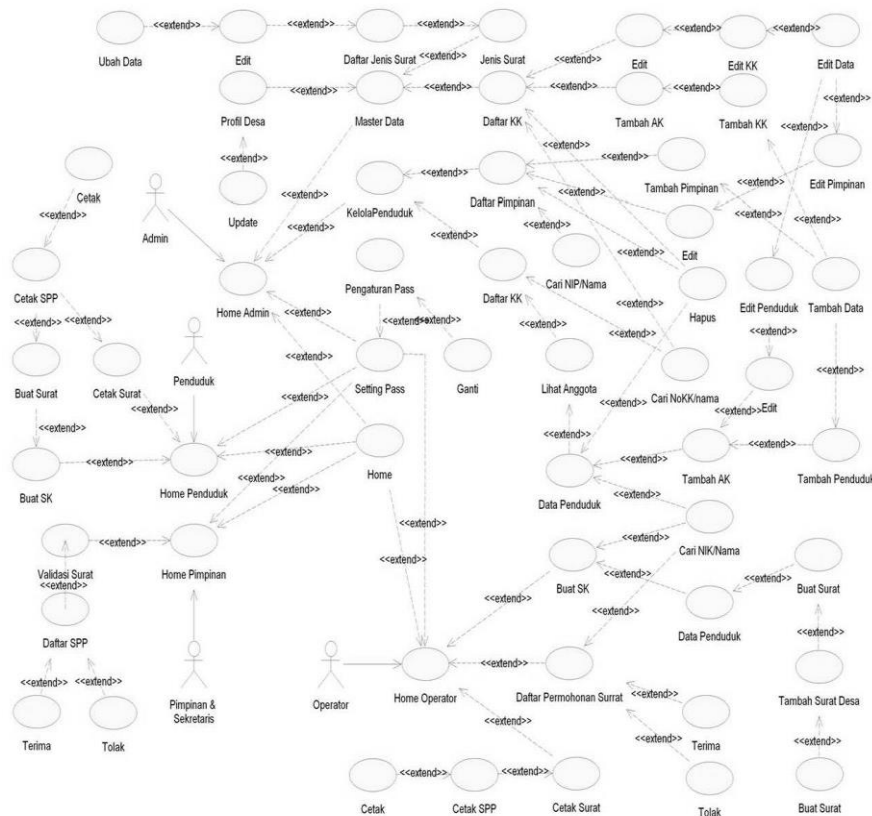 <<extend>> <<extend>> <<extend>> <<extend>> <<extend>> <<extend>>
Ubah Data Edit Daftar Jenis Surat Jenis Surat Edit Edit KK Edit Data
<<extend>>
<<extend>> <<extend>> <<extend>> <<extend>>
Profil Desa Master Data Daftar KK Tambah AK Tambah KK
<<extend>> <<extend>>
<<extend>> <<extend>> <<extend>> <<extend>>
Cetak Update KelolaPenduduk Daftar Pimpinan Tambah Pimpinan Edit Pimpinan
<<extend>> <<extend>> <<extend>> <<extend>>
Admin
<<extend>> <<extend>> <<extend>> <<extend>> <<extend>>
Edit
Cetak SPP Home Admin Pengaturan Pass Daftar KK Cari NIP/Nama Hapus Edit Penduduk Tambah Data
<<extend>> <<extend>> <<extend>> <<extend>> <<extend>> <<extend>> <<extend>> <<extend>>
Buat Surat Cetak Surat Penduduk Setting Pass Ganti Lihat Anggota Cari NoKK/nama Edit
<<extend>> <<extend>> <<extend>> <<extend>> <<extend>> <<extend>> <<extend>>
<<extend>> <<extend>> <<extend>> <<extend>> <<extend>>
Buat SK Home Penduduk Home Data Penduduk Tambah AK Tambah Penduduk
<<extend>> <<extend>>
<<extend>> <<extend>> <<extend>>
Validasi Surat Home Pimpinan Buat SK Cari NIK/Nama Buat Surat
<<extend>> <<extend>> <<extend>> <<extend>> <<extend>>
Daftar SPP Data Penduduk
<<extend>> <<extend>> <<extend>> <<extend>> <<extend>>
Terima Tolak Pimpinan &
Sekretaris Operator Home Operator Daftar Permohonan Surrat Tambah Surat Desa
<<extend>> <<extend>> <<extend>> <<extend>>
Terima
<<extend>> <<extend>>
Cetak Cetak SPP Cetak Surat Tolak Buat Surat